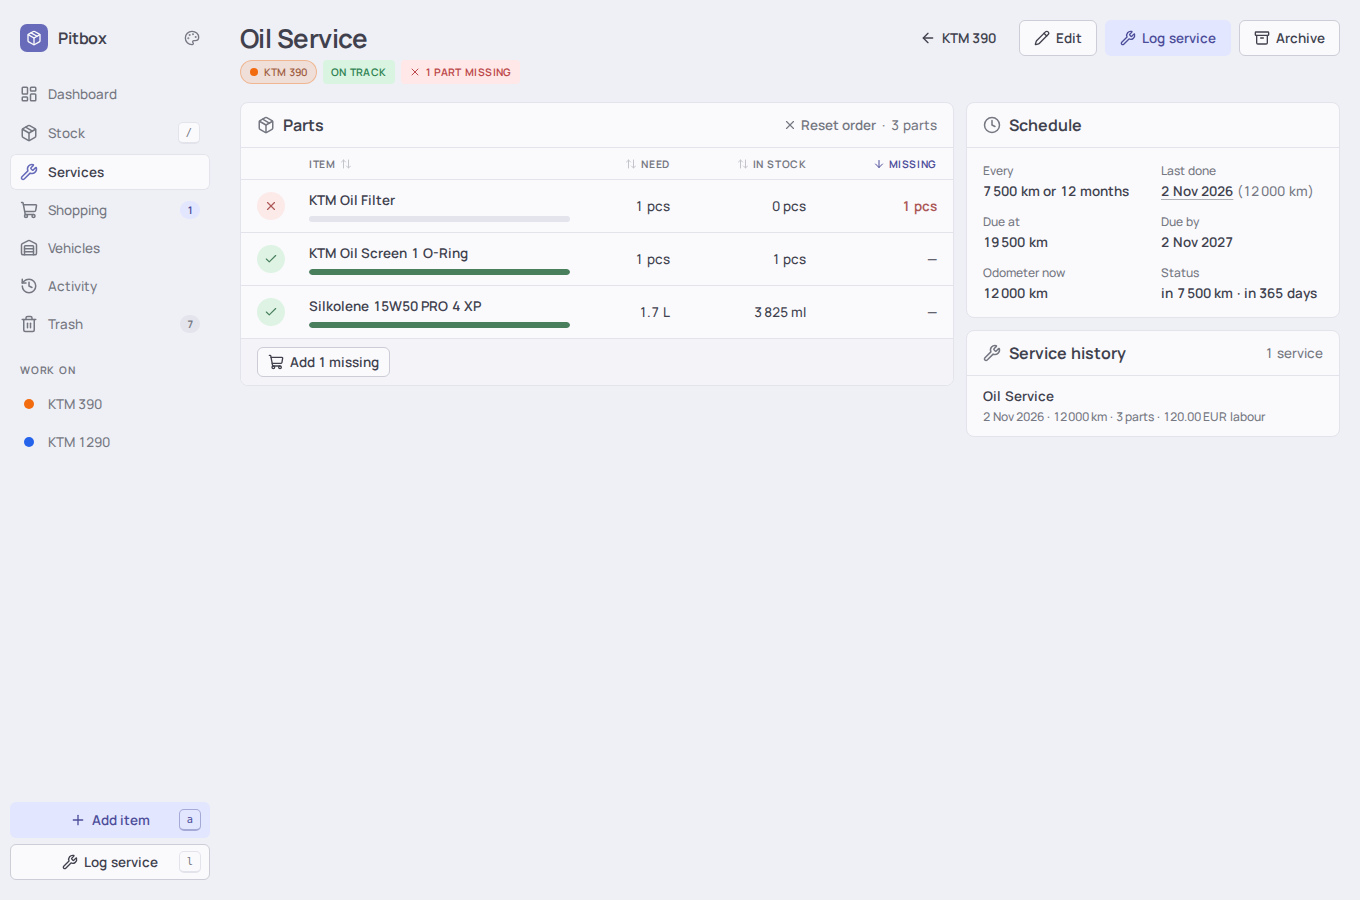 Pitbox
Dashboard
Stock /
Services
Shopping 1
Vehicles
Activity
Trash 7
WORK ON
KTM 390
KTM 1290
Add item a
Log service l
Oil Service
KTM 390 Edit Log service Archive
KTM 390 ON TRACK 1 PART MISSING
Parts Reset order · 3 parts
ITEM NEED IN STOCK MISSING
KTM Oil Filter 1 pcs 0 pcs 1 pcs
KTM Oil Screen 1 O-Ring 1 pcs 1 pcs –
Silkolene 15W50 PRO 4 XP 1.7 L 3 825 ml –
Add 1 missing
Schedule
Every Last done
7 500 km or 12 months 2 Nov 2026 (12 000 km)
Due at Due by
19 500 km 2 Nov 2027
Odometer now Status
12 000 km in 7 500 km · in 365 days
Service history 1 service
Oil Service
2 Nov 2026 · 12 000 km · 3 parts · 120.00 EUR labour